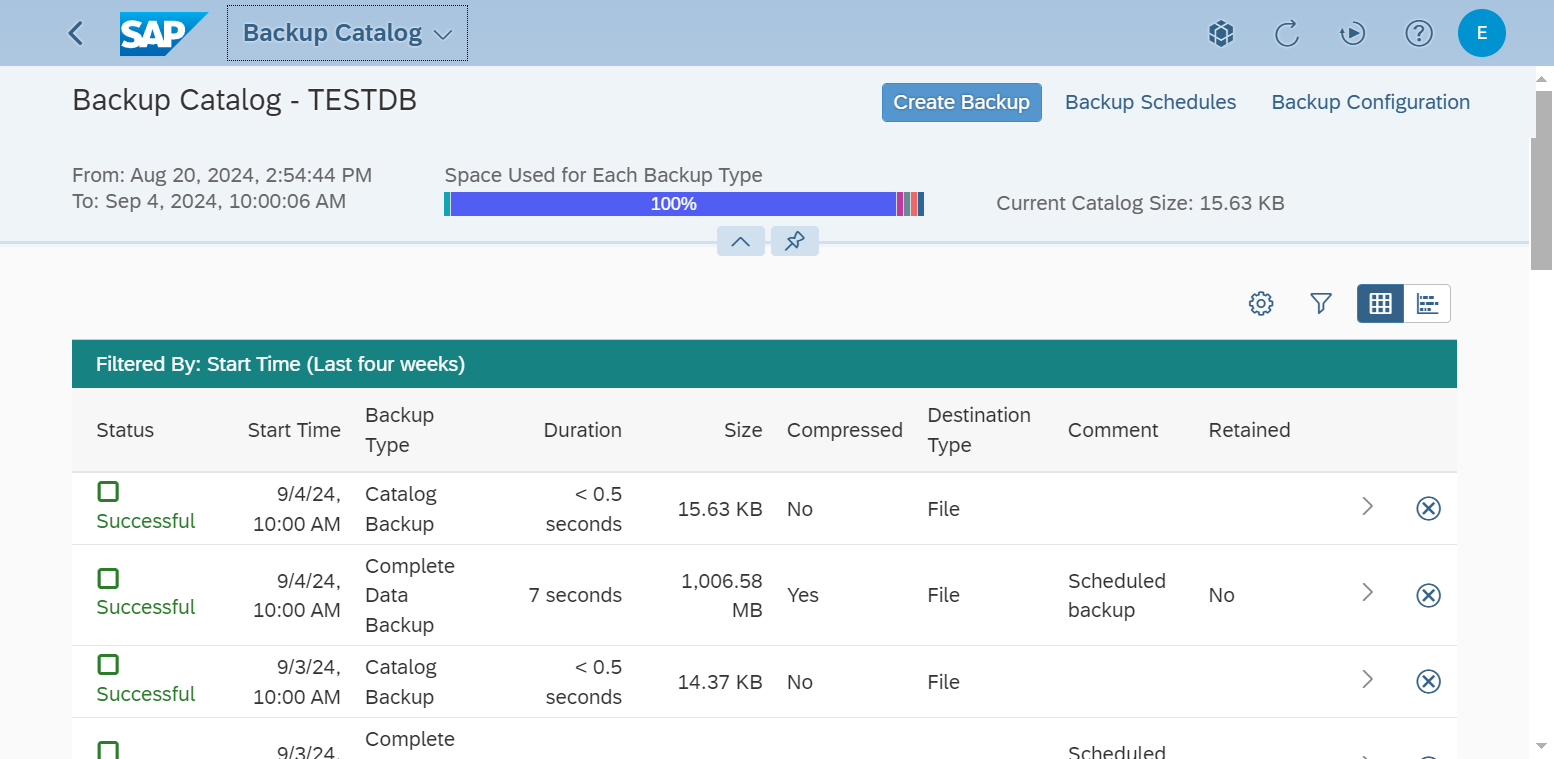 SAP Backup Catalog E
Backup Catalog - TESTDB
Create Backup Backup Schedules Backup Configuration
From: Aug 20, 2024, 2:54:44 PM
To: Sep 4, 2024, 10:00:06 AM
Space Used for Each Backup Type
100%
Current Catalog Size: 15.63 KB
Filtered By: Start Time (Last four weeks)
Status Start Time Backup Type Duration Size Compressed Destination Type Comment Retained
Successful 9/4/24, 10:00 AM Catalog Backup < 0.5 seconds 15.63 KB No File
Successful 9/4/24, 10:00 AM Complete Data Backup 7 seconds 1,006.58 MB Yes File Scheduled backup No
Successful 9/3/24, 10:00 AM Catalog Backup < 0.5 seconds 14.37 KB No File
9/3/24, Complete Scheduled